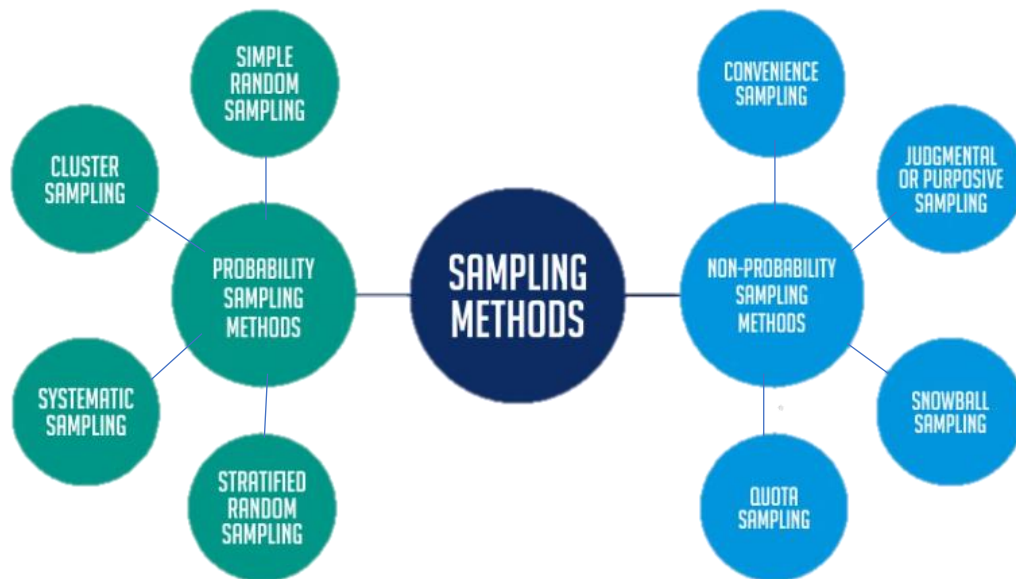 SIMPLE
RANDOM
SAMPLING
CONVENIENCE
SAMPLING
CLUSTER
SAMPLING
JUDGMENTAL
OR PURPOSIVE
SAMPLING
PROBABILITY
SAMPLING
METHODS
SAMPLING
METHODS
NON-PROBABILITY
SAMPLING
METHODS
SYSTEMATIC
SAMPLING
SNOWBALL
SAMPLING
STRATIFIED
RANDOM
SAMPLING
QUOTA
SAMPLING